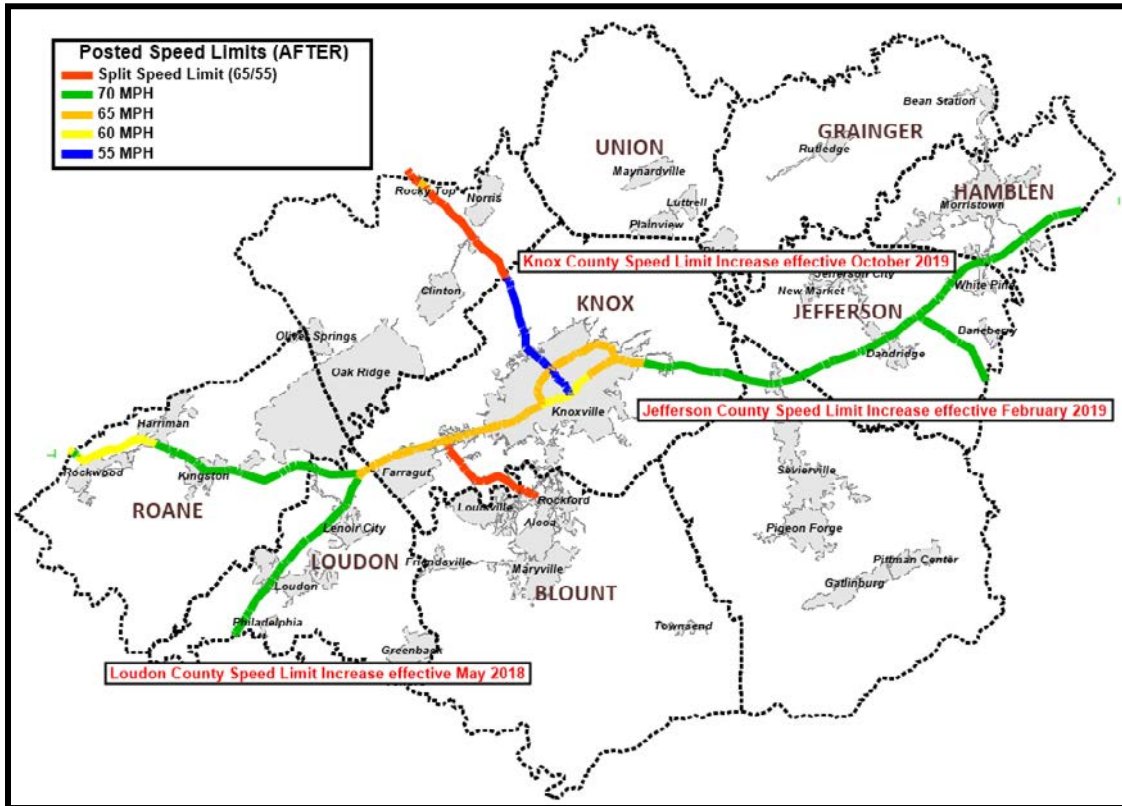 Posted Speed Limits (AFTER)
Split Speed Limit (65/55)
70 MPH
65 MPH
60 MPH
55 MPH
Bean Station
GRAINGER
UNION
Rutledge
Maynardville
HAMBLEN
Rocky Top
Norris
Luttrell
Morristown
Plainview
Knox County Speed Limit Increase effective October 2019
Jefferson City
Clinton
New Market
White Pine
KNOX
JEFFERSON
Oliver Springs
Baneberry
Dandridge
Oak Ridge
Knoxville
Jefferson County Speed Limit Increase effective February 2019
Harriman
Rockwood
Kingston
Farragut
Sevierville
ROANE
Louisville
Rockford
Alcoa
Lenoir City
Pigeon Forge
LOUDON
Friendsville
Maryville
Pittman Center
Loudon
BLOUNT
Gatlinburg
Philadelphia
Townsend
Greenback
Loudon County Speed Limit Increase effective May 2018